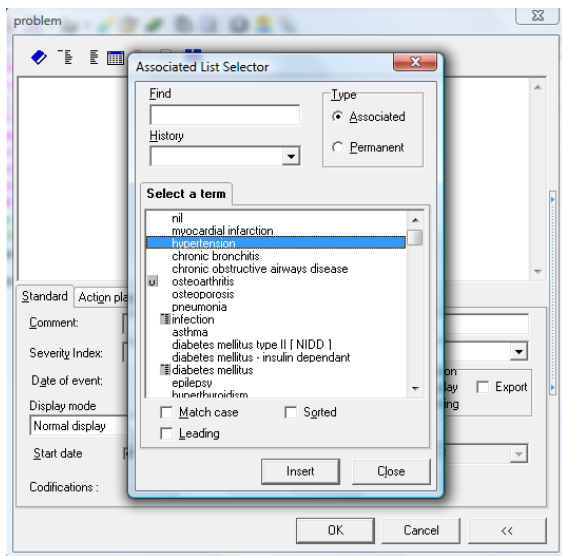 problem
Associated List Selector
Find
Type
Associated
History
Permanent
Select a term
nil
myocardial infarction
hypertension
chronic bronchitis
chronic obstructive airways disease
u osteoarthritis
osteoporosis
pneumonia
infection
asthma
diabetes mellitus type II [ NIDD ]
diabetes mellitus - insulin dependant
diabetes mellitus
epilepsy
hyperthyroidism
Match case Sorted
Leading
Insert Close
Standard Action pla
Comment:
Severity Index:
Date of event:
on
lay Export
ing
Display mode
Normal display
Start date
Codifications :
OK Cancel <<